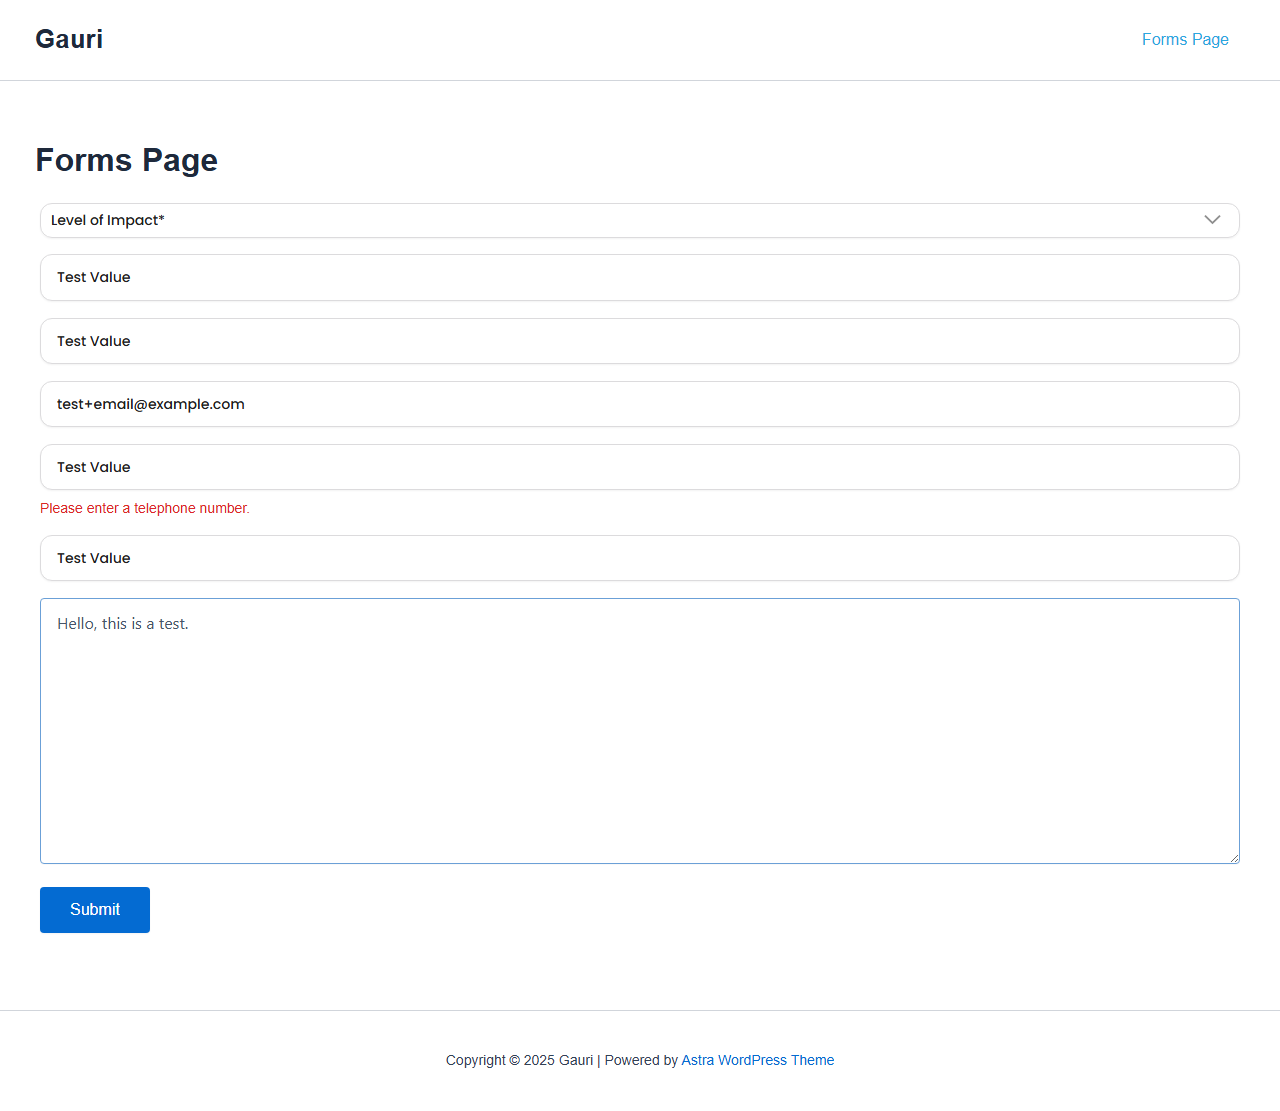 Gauri
Forms Page
Forms Page
Level of Impact*
Test Value
Test Value
test+email@example.com
Test Value
Please enter a telephone number.
Test Value
Hello, this is a test.
Submit
Copyright © 2025 Gauri | Powered by Astra WordPress Theme